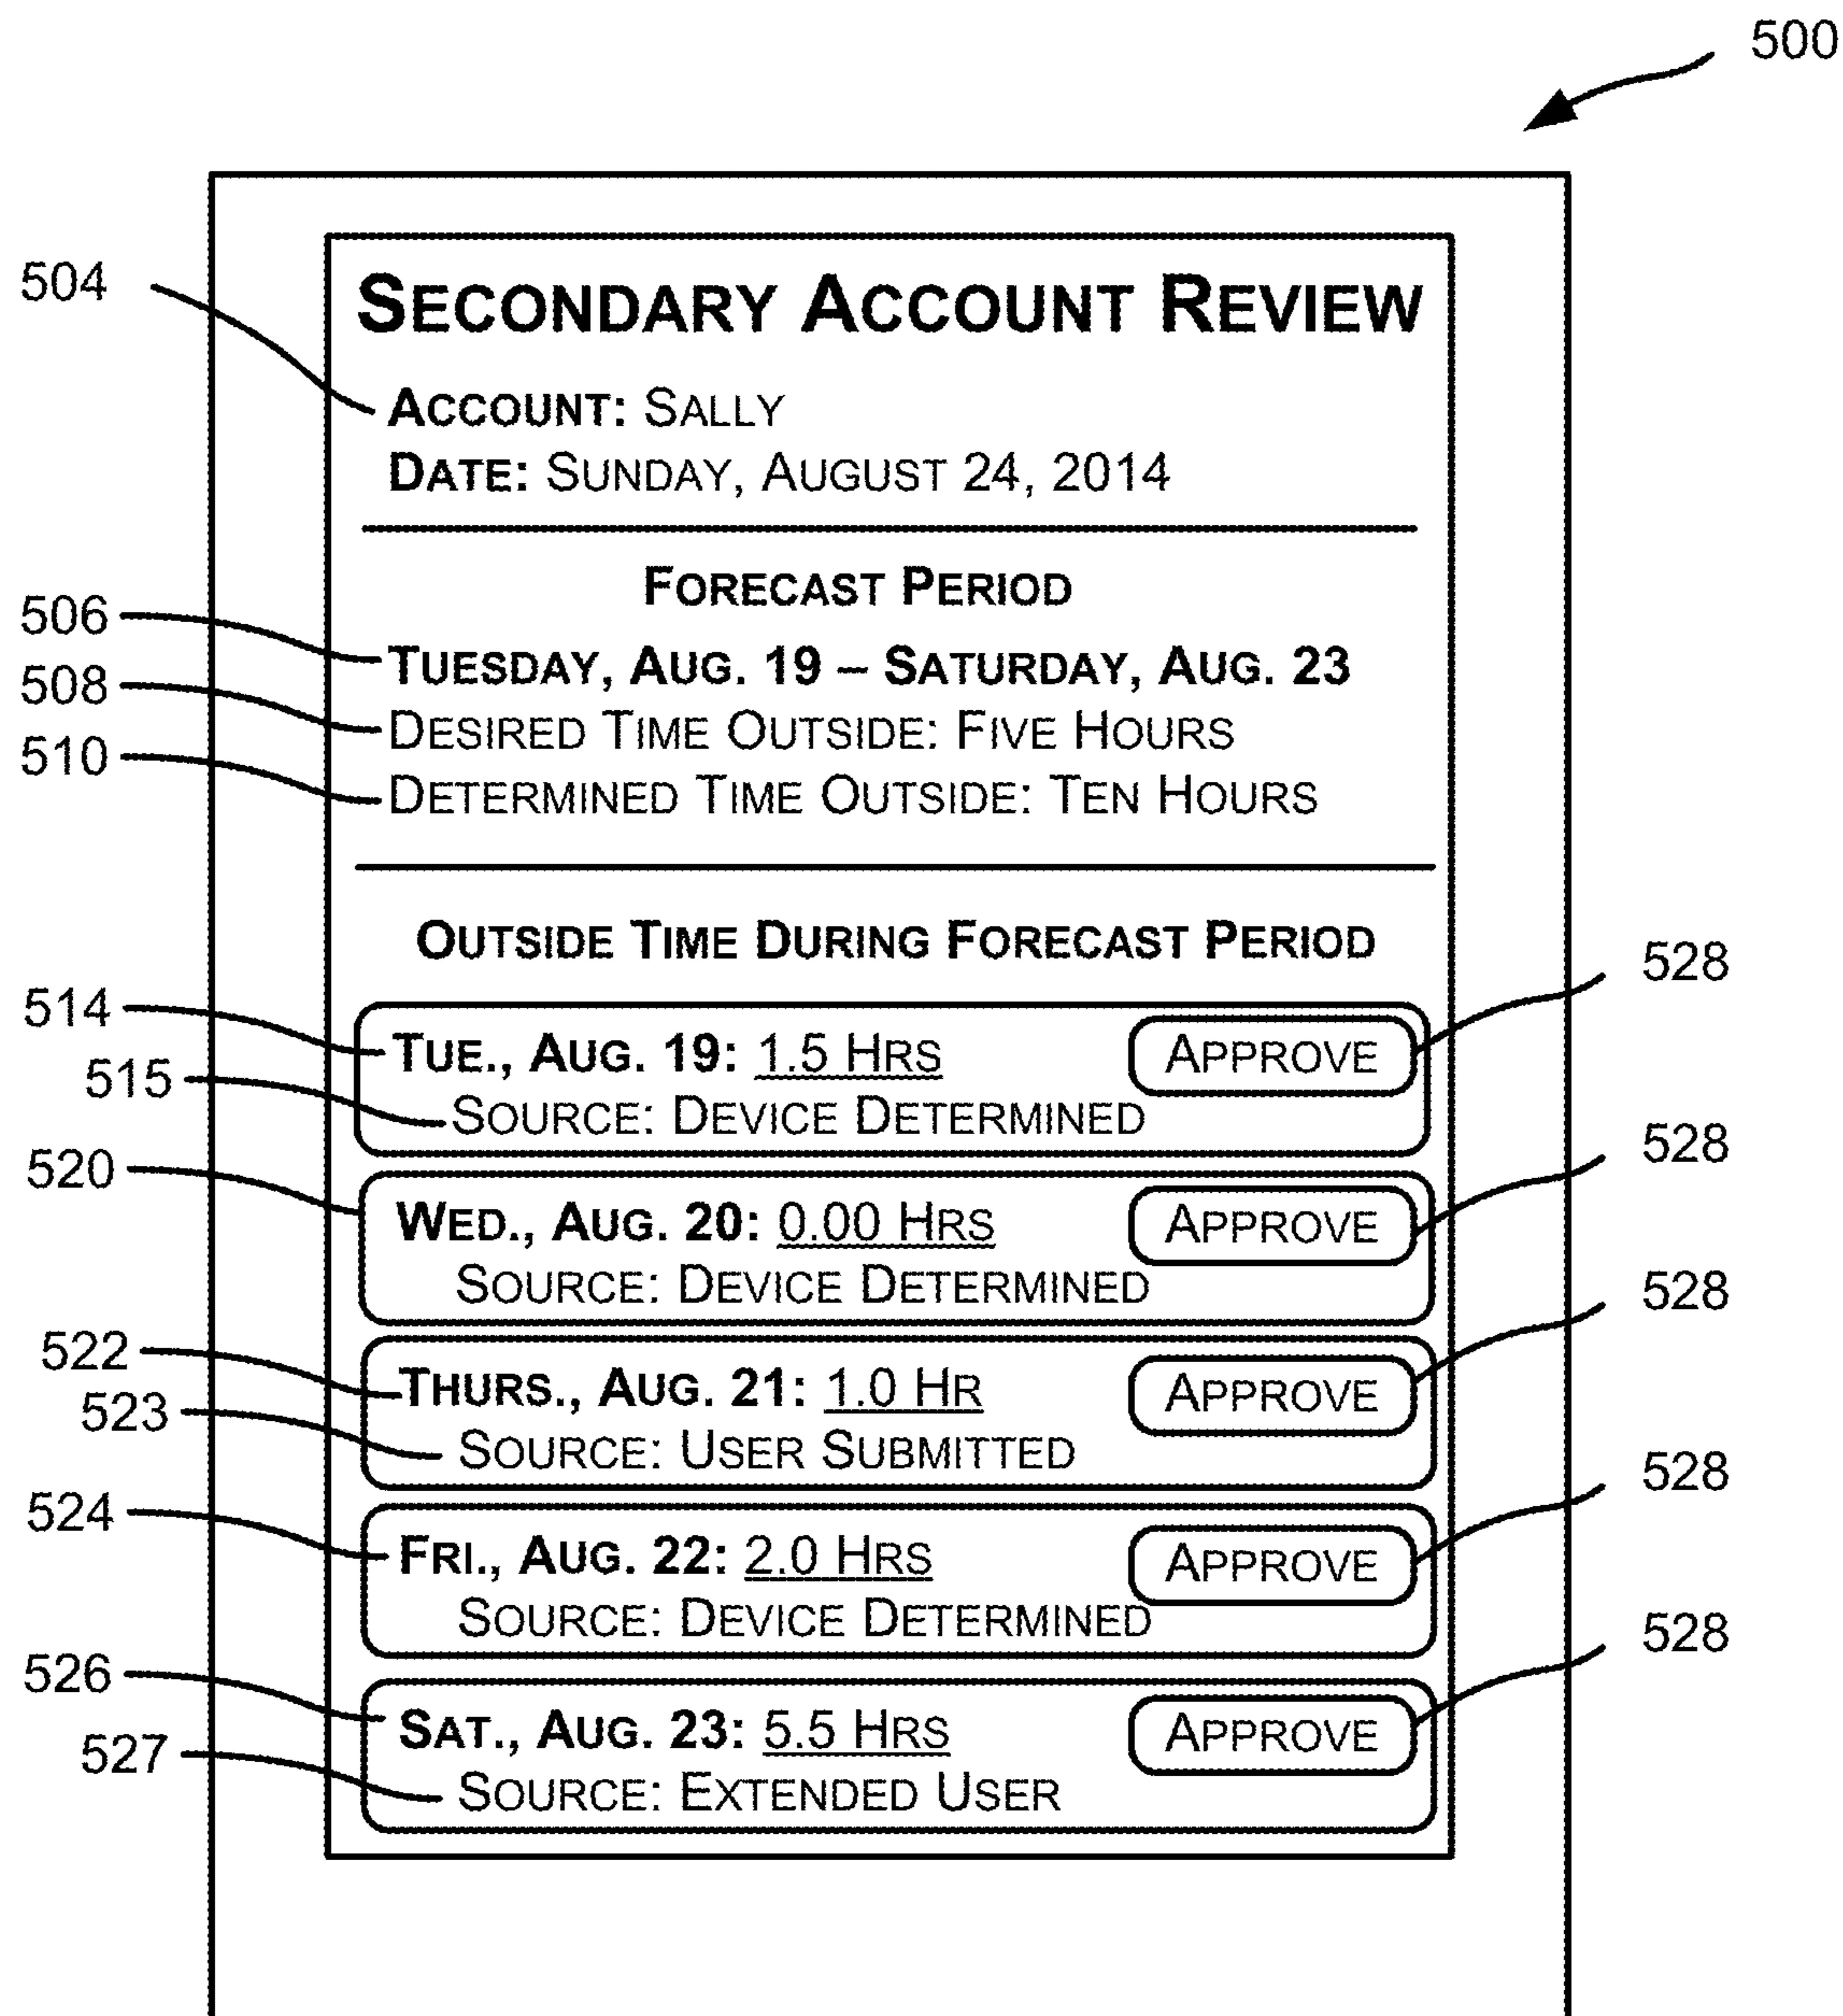 500
SECONDARY ACCOUNT REVIEW
504
ACCOUNT: SALLY
DATE: SUNDAY, AUGUST 24, 2014
FORECAST PERIOD
506
TUESDAY, AUG. 19 – SATURDAY, AUG. 23
508
DESIRED TIME OUTSIDE: FIVE HOURS
510
DETERMINED TIME OUTSIDE: TEN HOURS
OUTSIDE TIME DURING FORECAST PERIOD
528
514
TUE., AUG. 19: 1.5 HRS APPROVE
515
SOURCE: DEVICE DETERMINED
528
520
WED., AUG. 20: 0.00 HRS APPROVE
SOURCE: DEVICE DETERMINED
528
522
THURS., AUG. 21: 1.0 HR APPROVE
523
SOURCE: USER SUBMITTED
528
524
FRI., AUG. 22: 2.0 HRS APPROVE
SOURCE: DEVICE DETERMINED
528
526
SAT., AUG. 23: 5.5 HRS APPROVE
527
SOURCE: EXTENDED USER